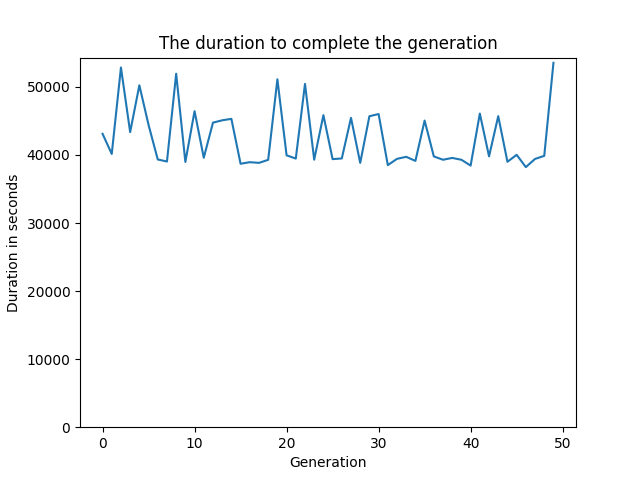 The duration to complete the generation
Duration in seconds
50000
40000
30000
20000
10000
0
0 10 20 30 40 50
Generation